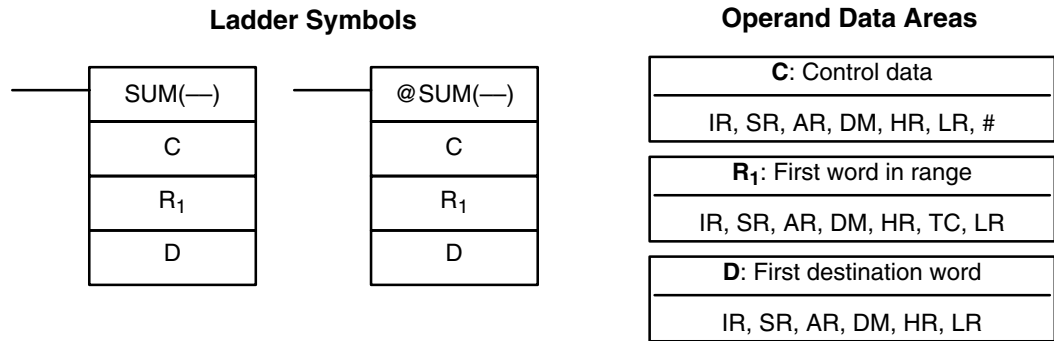 Ladder Symbols
SUM(––)
C
R1
D
@SUM(––)
C
R1
D
Operand Data Areas
C: Control data
IR, SR, AR, DM, HR, LR, #
R1: First word in range
IR, SR, AR, DM, HR, TC, LR
D: First destination word
IR, SR, AR, DM, HR, LR